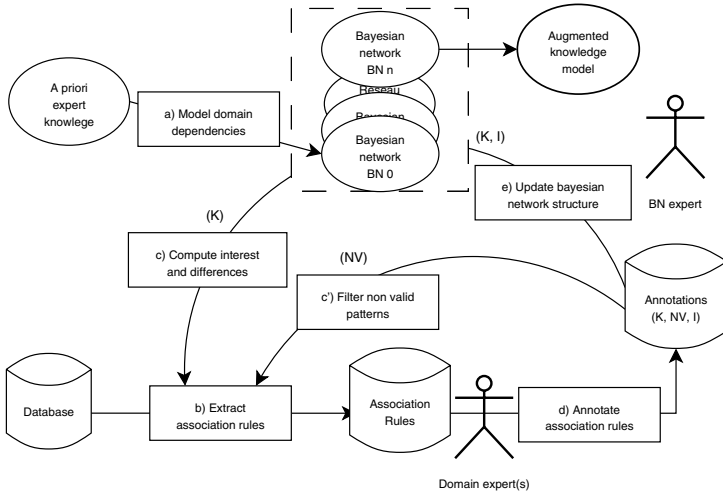 Bayesian
network
BN n
Augmented
knowledge
model
Reseau
Bayesian
A priori
expert
knowlege
a) Model domain
dependencies
Bayesian
network
BN 0
(K, I)
e) Update bayesian
network structure
BN expert
(K)
c) Compute interest
and differences
(NV)
c') Filter non valid
patterns
Annotations
(K, NV, I)
Database
b) Extract
association rules
Association
Rules
d) Annotate
association rules
Domain expert(s)